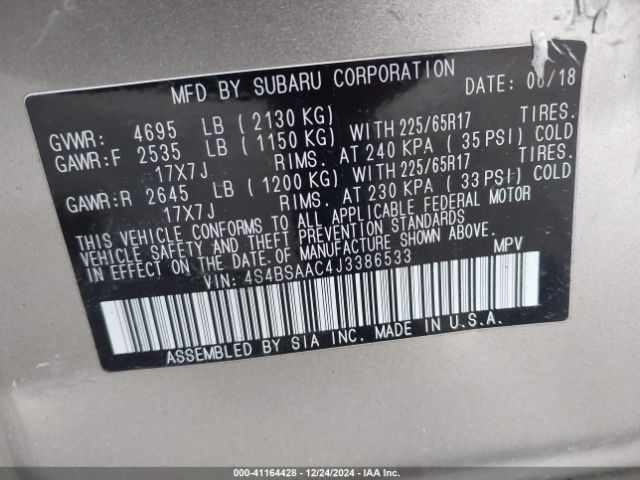 MFD BY SUBARU CORPORATION DATE: 06/18
GVWR: 4695 LB (2130 KG)
GAWR:F 2535 LB (1150 KG) WITH 225/65R17 TIRES.
17X7J RIMS. AT 240 KPA (35 PSI) COLD
GAWR:R 2645 LB (1200 KG) WITH 225/65R17 TIRES.
17X7J RIMS. AT 230 KPA (33 PSI) COLD
THIS VEHICLE CONFORMS TO ALL APPLICABLE FEDERAL MOTOR
VEHICLE SAFETY AND THEFT PREVENTION STANDARDS
IN EFFECT ON THE DATE OF MANUFACTURE SHOWN ABOVE.
VIN: 4S4BSAAC4J3386533 MPV
ASSEMBLED BY SIA INC. MADE IN U.S.A.
000-41164428 - 12/24/2024 - IAA Inc.